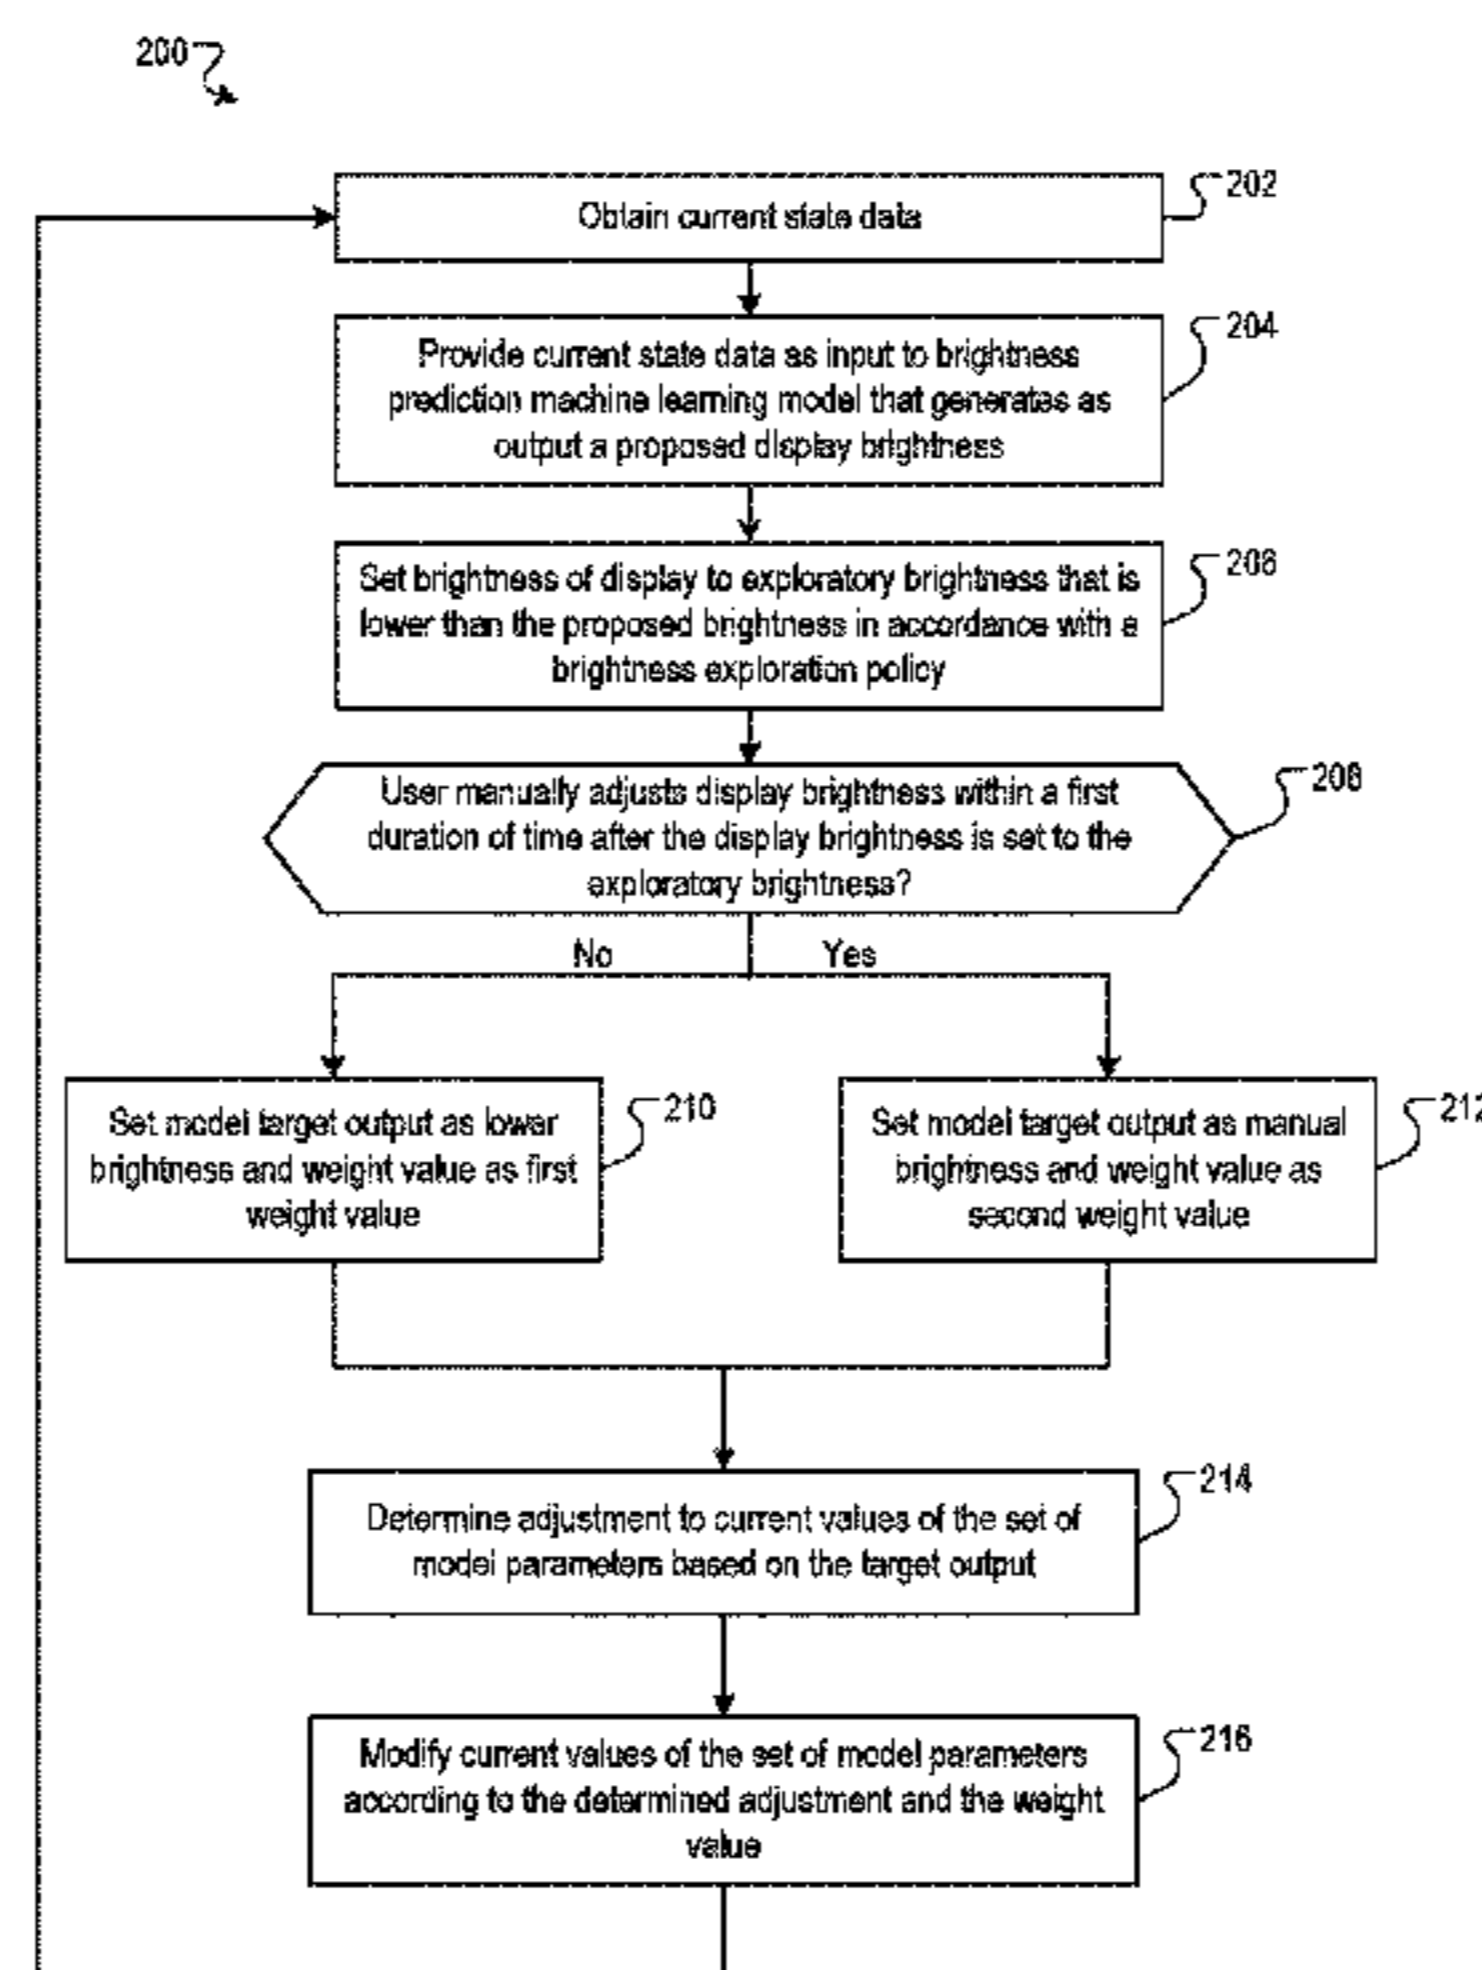 200
Obtain current state data
202
Provide current state data as input to brightness
prediction machine learning model that generates as
output a proposed display brightness
204
Set brightness of display to exploratory brightness that is
lower than the proposed brightness in accordance with a
brightness exploration policy
206
User manually adjusts display brightness within a first
duration of time after the display brightness is set to the
exploratory brightness?
208
No
Yes
Set model target output as lower
brightness and weight value as first
weight value
210
Set model target output as manual
brightness and weight value as
second weight value
212
Determine adjustment to current values of the set of
model parameters based on the target output
214
Modify current values of the set of model parameters
according to the determined adjustment and the weight
value
216